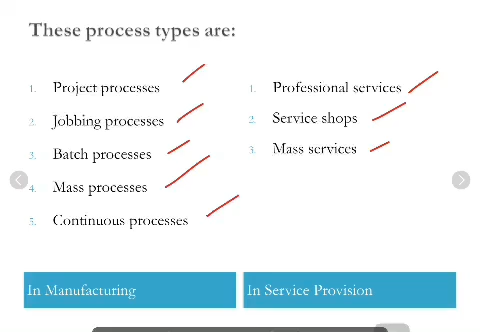 These process types are:
1. Project processes
2. Jobbing processes
3. Batch processes
4. Mass processes
5. Continuous processes
1. Professional services
2. Service shops
3. Mass services
In Manufacturing
In Service Provision